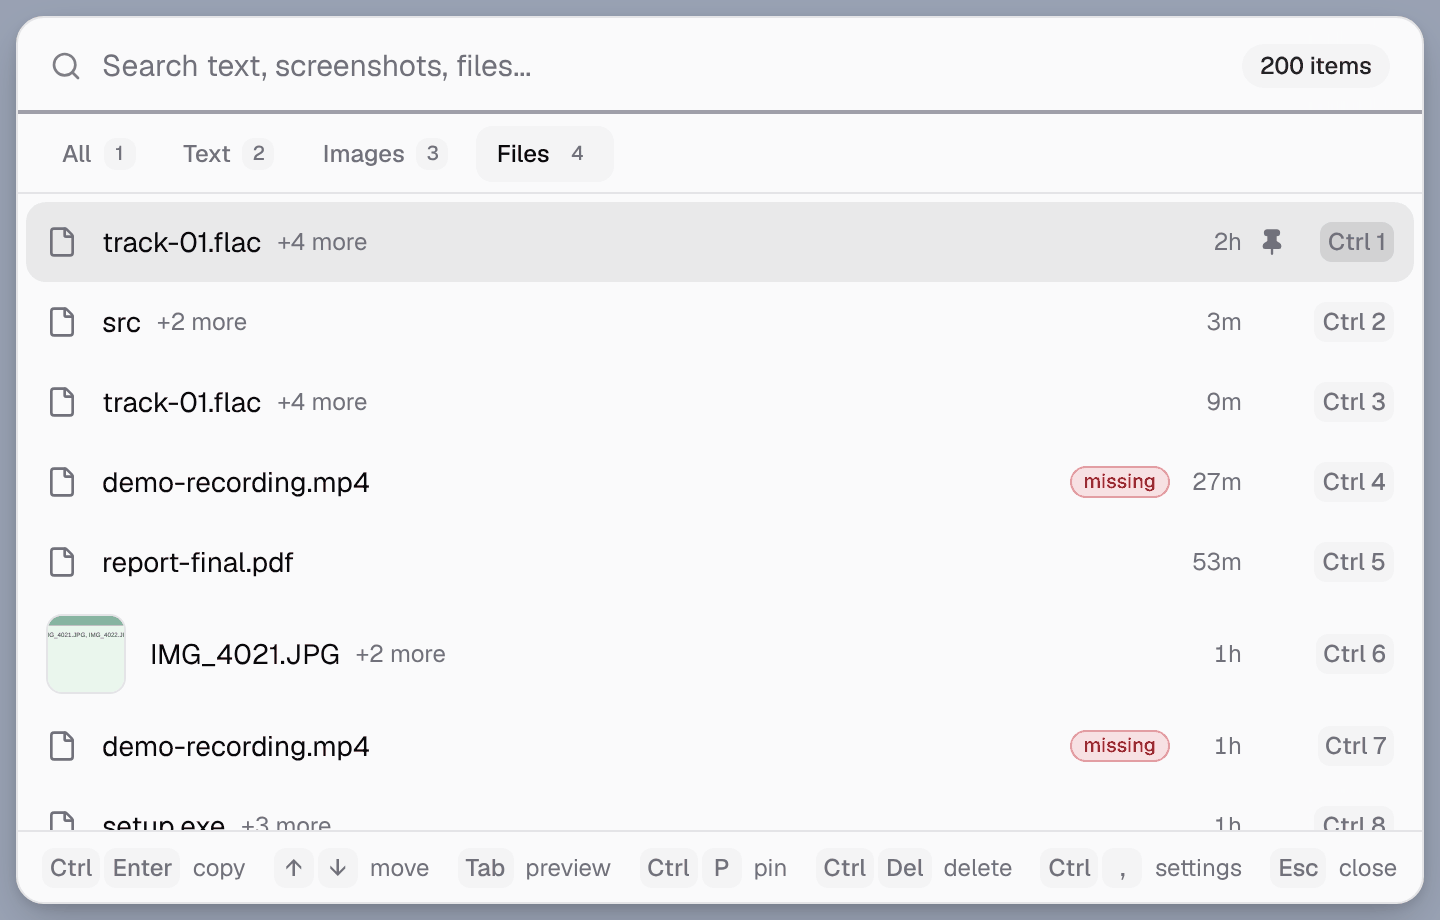 Search text, screenshots, files...
200 items
All 1 Text 2 Images 3 Files 4
track-01.flac +4 more 2h Ctrl 1
src +2 more 3m Ctrl 2
track-01.flac +4 more 9m Ctrl 3
demo-recording.mp4 missing 27m Ctrl 4
report-final.pdf 53m Ctrl 5
IG_4021.JPG, IMG_4022.J
IMG_4021.JPG +2 more 1h Ctrl 6
demo-recording.mp4 missing 1h Ctrl 7
setup.exe +3 more 1h Ctrl 8
Ctrl Enter copy ↑ ↓ move Tab preview Ctrl P pin Ctrl Del delete Ctrl , settings Esc close